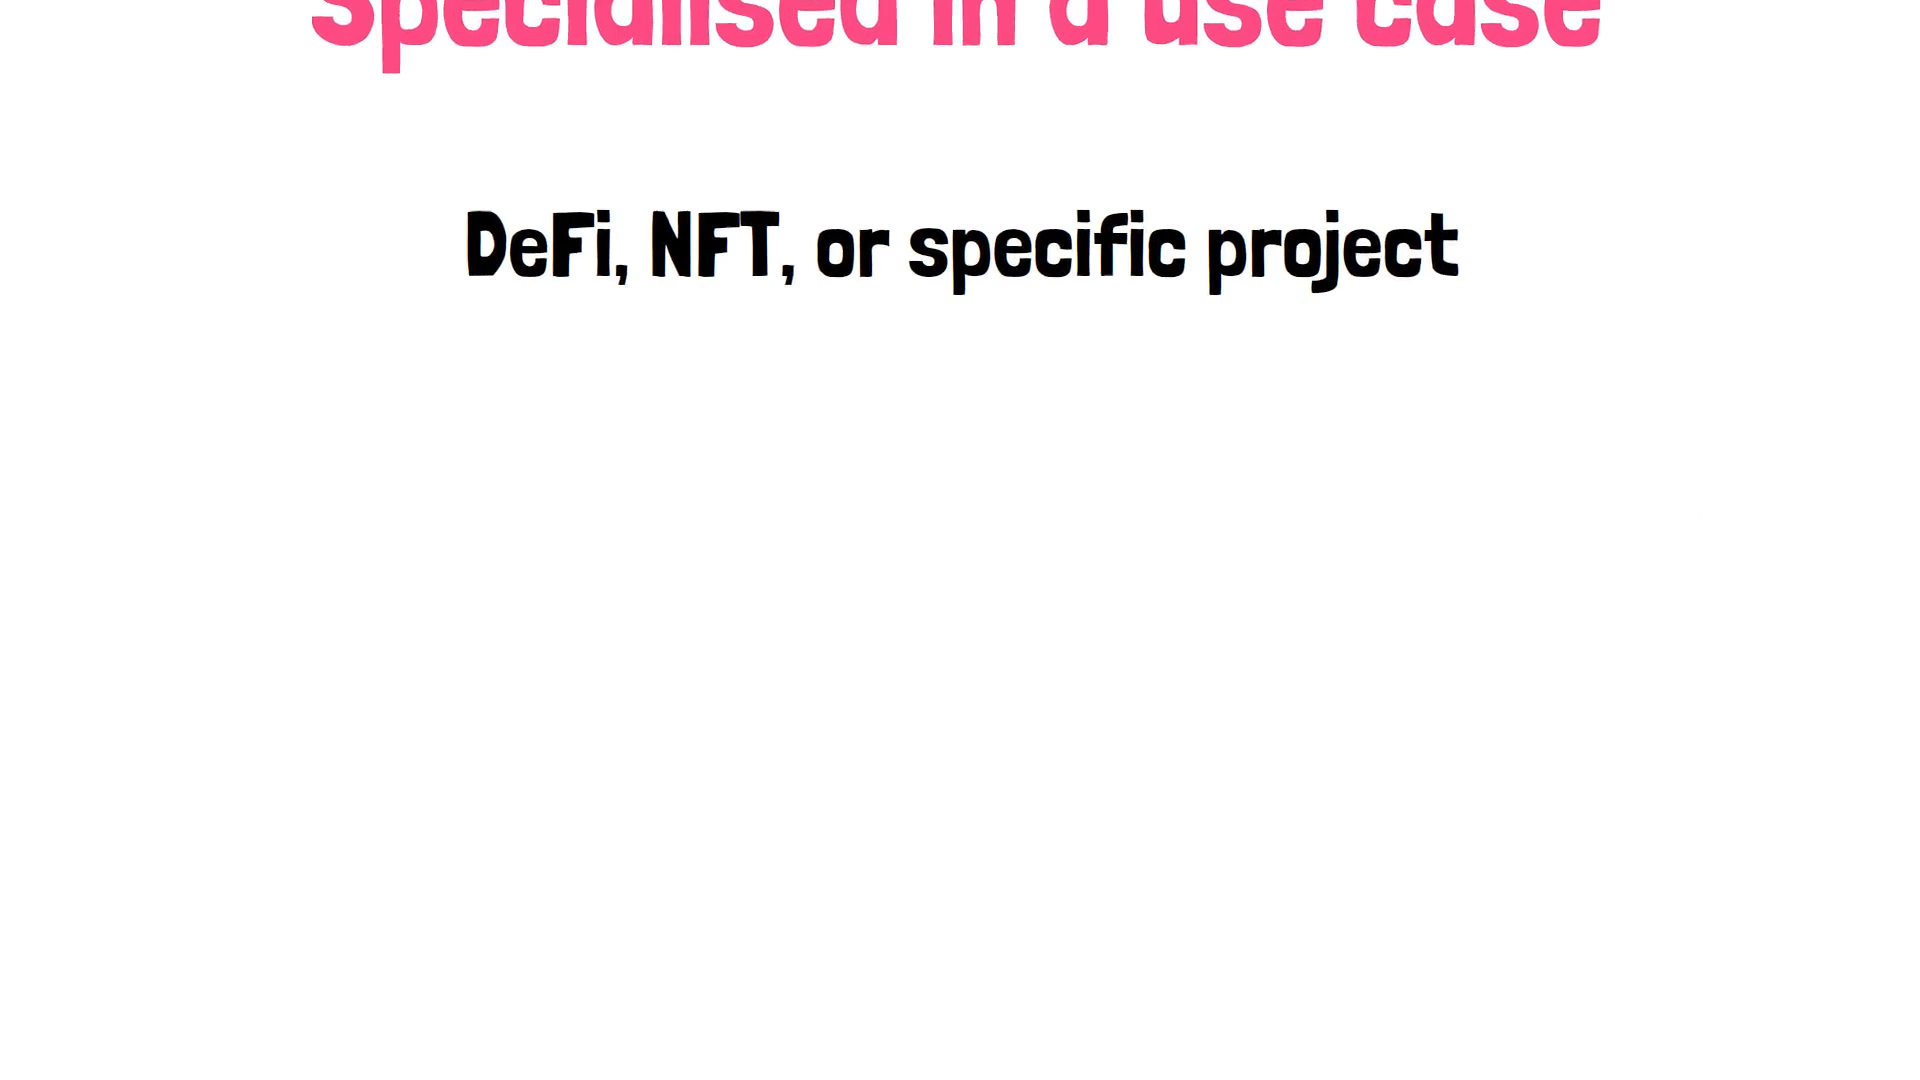 Specialised in a use case
DeFi, NFT, or specific project